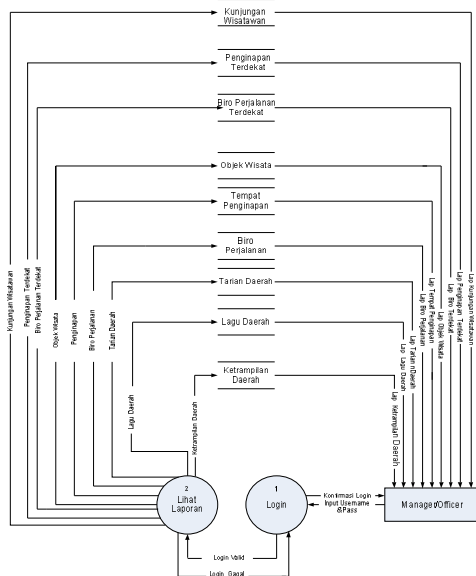 Kunjungan
Wisatawan
Penginapan
Terdekat
Biro Perjalanan
Terdekat
Objek Wisata
Tempat
Penginapan
Biro
Perjalanan
Tarian Daerah
Lagu Daerah
Ketrampilan
Daerah
Kunjungan Wisatawan
Penginapan Terdekat
Biro Perjalanan Terdekat
Objek Wisata
Penginapan
Biro Perjalanan
Tarian Daerah
Lagu Daerah
Ketrampilan Daerah
Lap Ketrampilan Daerah
Lap Lagu Daerah
Lap Tarian Daerah
Lap Biro Perjalanan
Lap Tempat Penginapan
Lap Objek Wisata
Lap Biro Terdekat
Lap Penginapan Terdekat
Lap Kunjungan Wisatawan
2
Lihat
Laporan
1
Login
Konfirmasi Login
Input Username
&Pass
Manager/Officer
Login Valid
Login Gagal